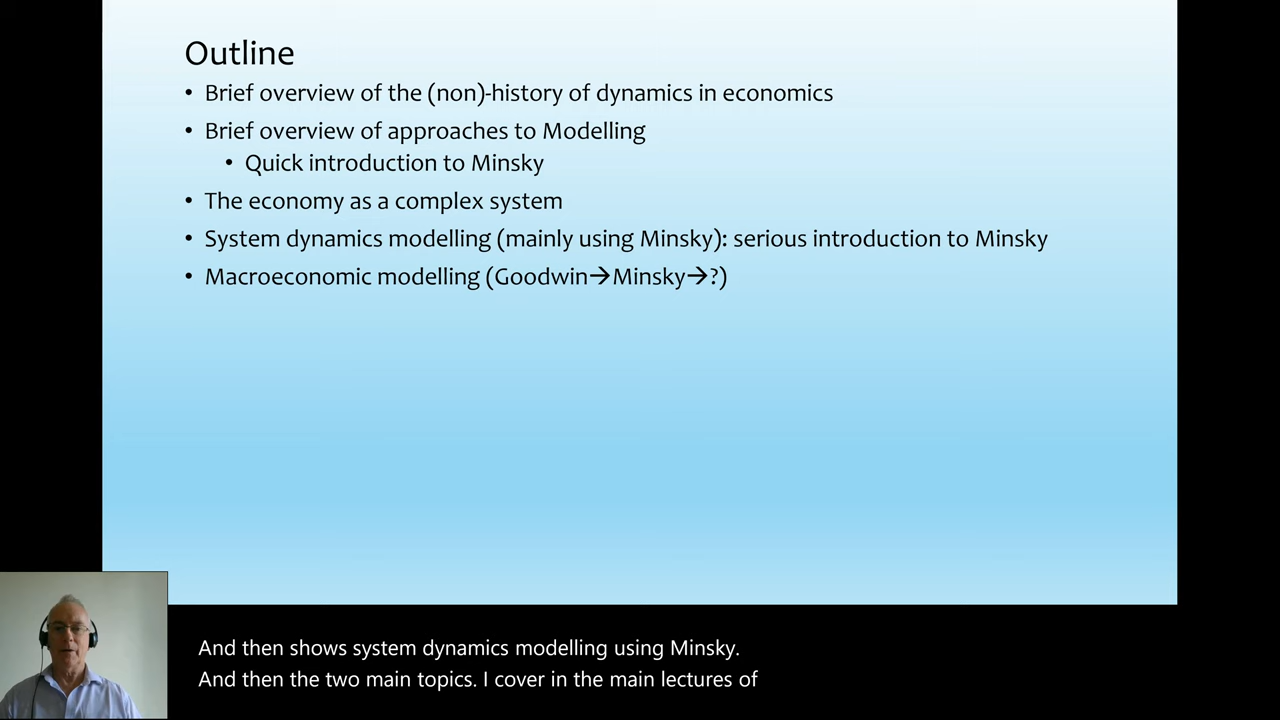 Outline
• Brief overview of the (non)-history of dynamics in economics
• Brief overview of approaches to Modelling
• Quick introduction to Minsky
• The economy as a complex system
• System dynamics modelling (mainly using Minsky): serious introduction to Minsky
• Macroeconomic modelling (Goodwin→Minsky→?)
And then shows system dynamics modelling using Minsky.
And then the two main topics. I cover in the main lectures of